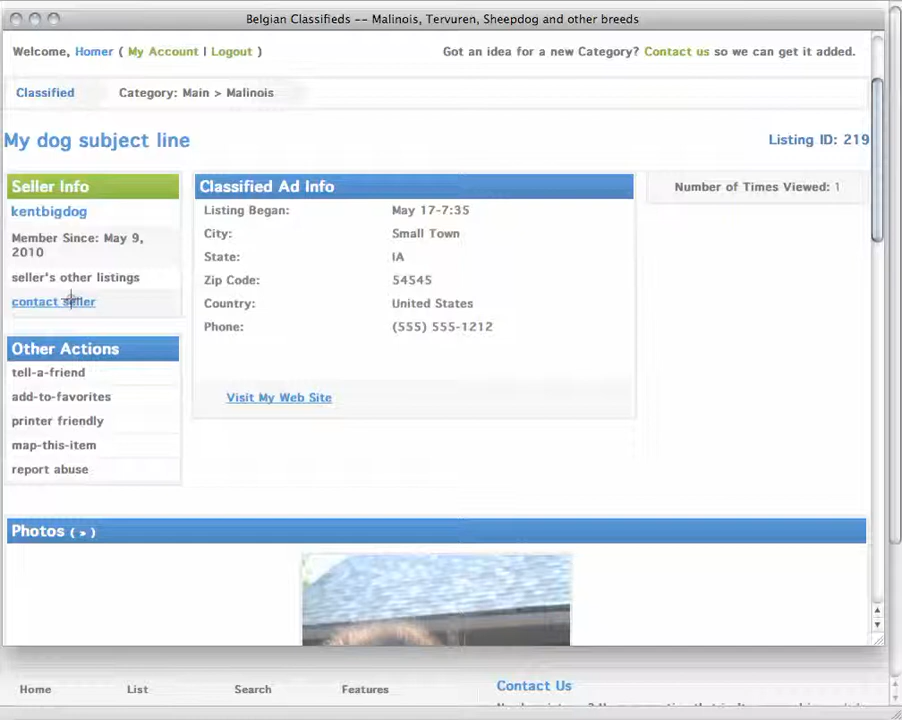 Belgian Classifieds -- Malinois, Tervuren, Sheepdog and other breeds
Welcome, Homer ( My Account | Logout )
Got an idea for a new Category? Contact us so we can get it added.
Classified
Category: Main > Malinois
My dog subject line
Listing ID: 219
Seller Info
kentbigdog
Member Since: May 9,
2010
seller's other listings
contact seller
Other Actions
tell-a-friend
add-to-favorites
printer friendly
map-this-item
report abuse
Classified Ad Info
Listing Began: May 17-7:35
City: Small Town
State: IA
Zip Code: 54545
Country: United States
Phone: (555) 555-1212
Visit My Web Site
Number of Times Viewed: 1
Photos ( » )
Home List Search Features
Contact Us